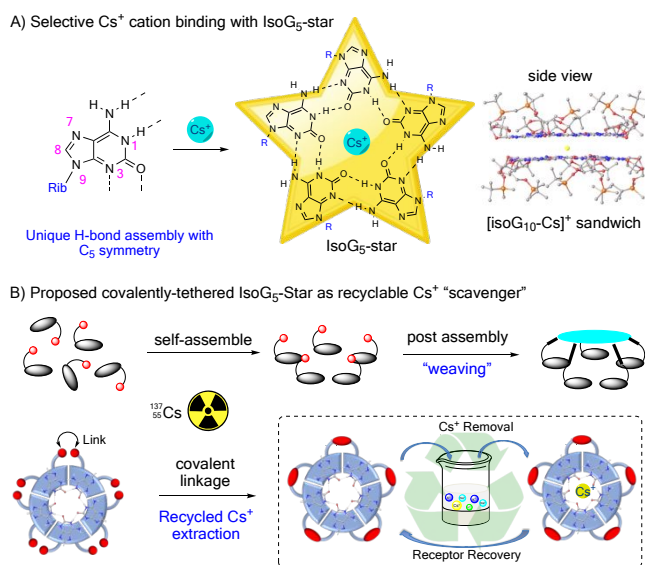 A) Selective Cs⁺ cation binding with IsoG₅-star
H
N
H
7
N
N
H
1
8
N
N
3
O
9
Rib
Unique H-bond assembly with
C₅ symmetry
Cs⁺
R
N
N
N
N
N
H
H
O
Cs⁺
IsoG₅-star
side view
[isoG₁₀-Cs]⁺ sandwich
B) Proposed covalently-tethered IsoG₅-Star as recyclable Cs⁺ “scavenger”
self-assemble
post assembly
“weaving”
¹³⁷₅₅Cs
Link
covalent
linkage
Recycled Cs⁺
extraction
Cs⁺ Removal
Cs⁺
Receptor Recovery